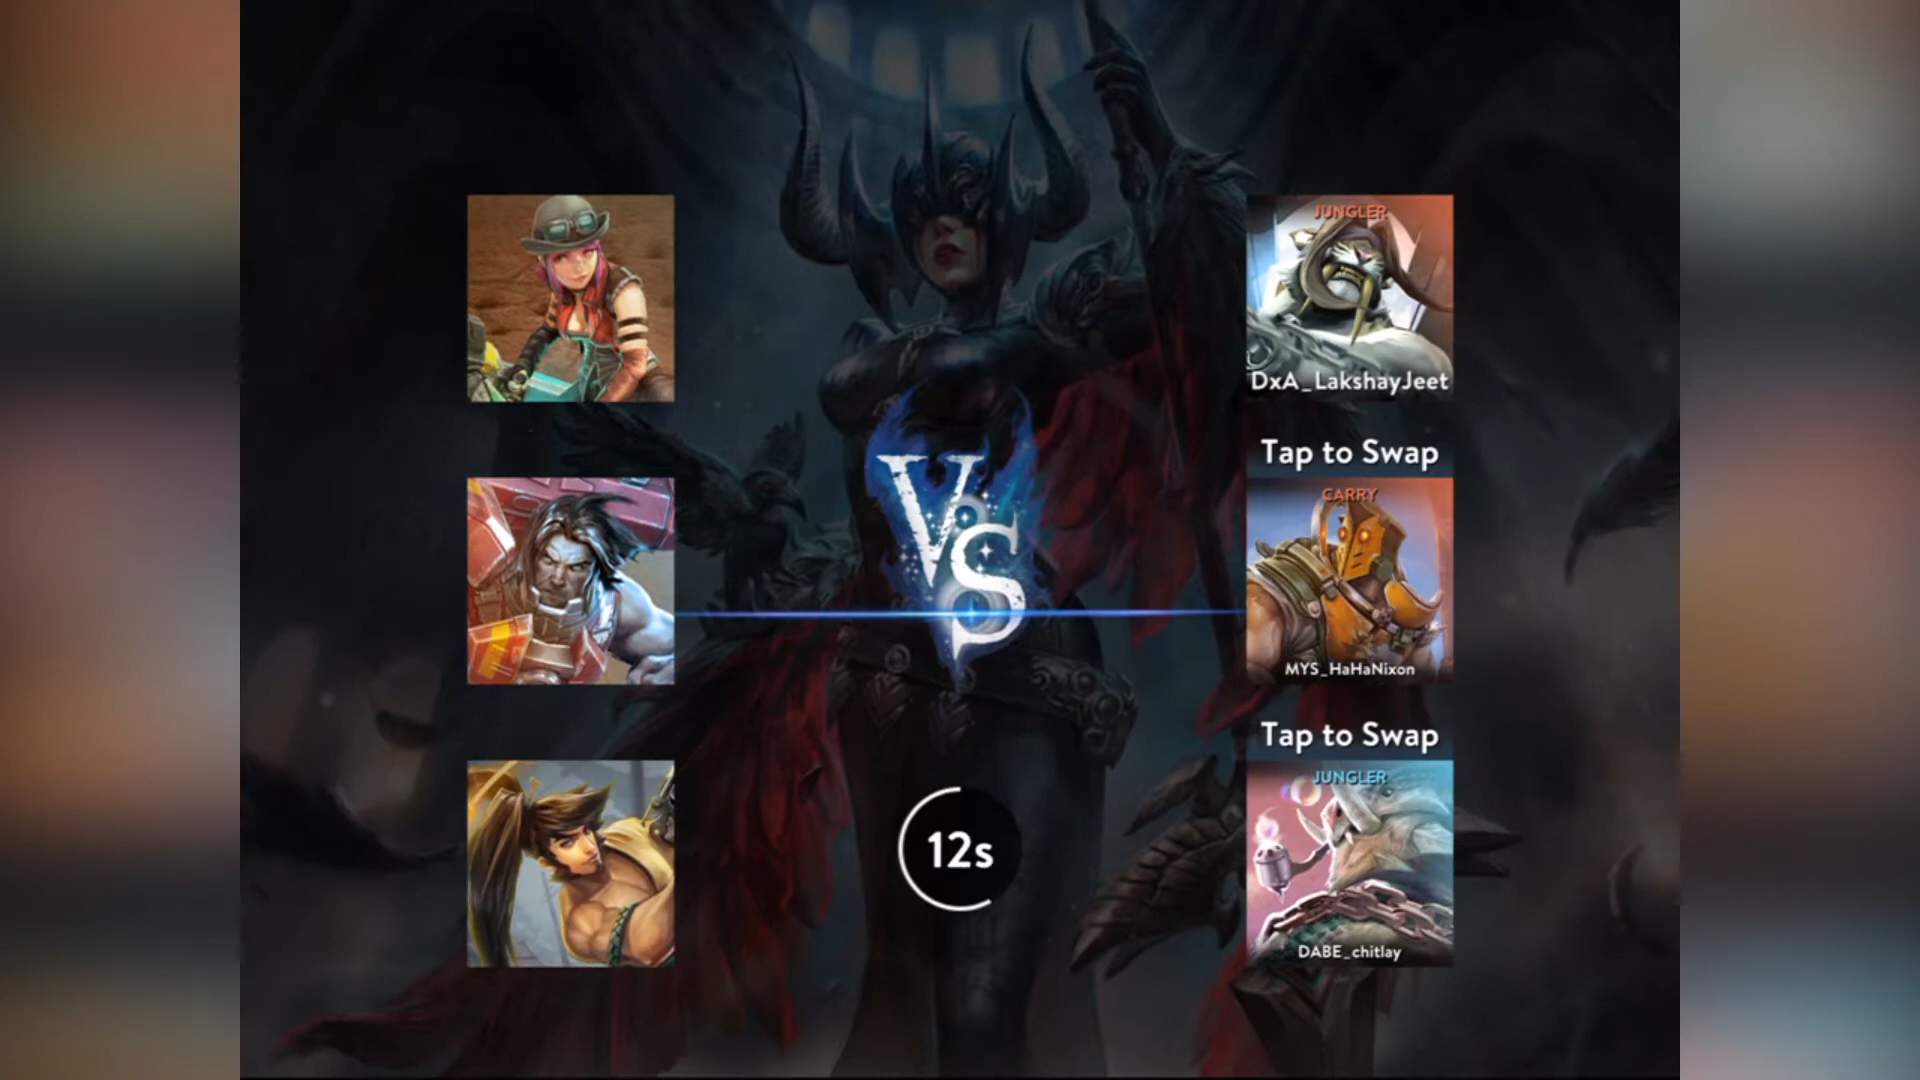 JUNGLER
DxA_LakshayJeet
Tap to Swap
CARRY
VS
MYS_HaHaNixon
Tap to Swap
JUNGLER
12s
DABE_chitlay